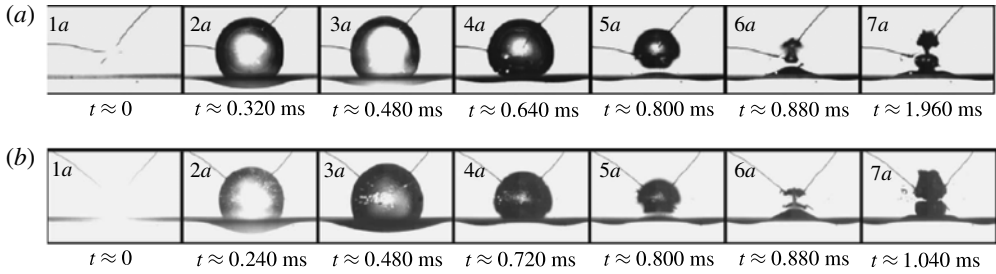 (a) 1a 2a 3a 4a 5a 6a 7a
t ≈ 0 t ≈ 0.320 ms t ≈ 0.480 ms t ≈ 0.640 ms t ≈ 0.800 ms t ≈ 0.880 ms t ≈ 1.960 ms
(b) 1a 2a 3a 4a 5a 6a 7a
t ≈ 0 t ≈ 0.240 ms t ≈ 0.480 ms t ≈ 0.720 ms t ≈ 0.800 ms t ≈ 0.880 ms t ≈ 1.040 ms